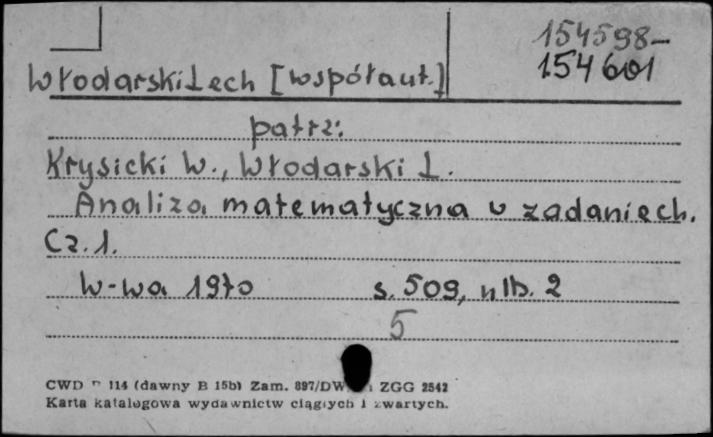 154598-
154601
Włodarski Lech [współaut.]
patrz:
Krysicki W., Włodarski L.
Analiza matematyczna w zadaniach.
Cz. 1.
W-wa 1970 s. 509, nlb. 2
5
CWD 114 (dawny B 15b) Zam. 897/DW ZGG 2542
Karta katalogowa wydawnictw ciągłych i zwartych.